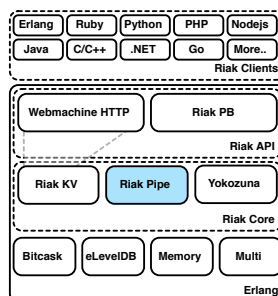 Erlang Ruby Python PHP Nodejs
Java C/C++ .NET Go More..
Riak Clients
Webmachine HTTP Riak PB
Riak API
Riak KV Riak Pipe Yokozuna
Riak Core
Bitcask eLevelDB Memory Multi
Erlang